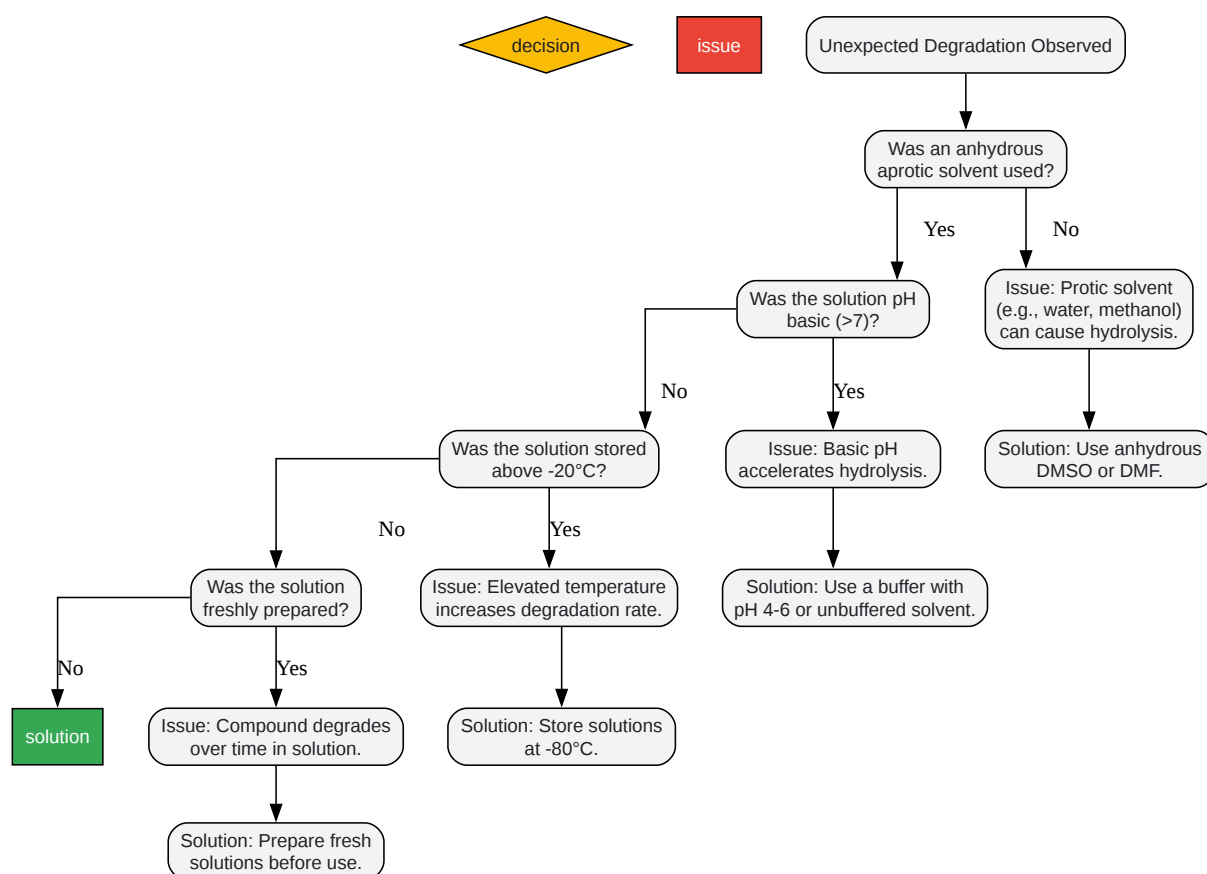 decision
issue
Unexpected Degradation Observed
Was an anhydrous
aprotic solvent used?
Yes
No
Was the solution pH
basic (>7)?
Issue: Protic solvent
(e.g., water, methanol)
can cause hydrolysis.
No
Yes
Was the solution stored
above -20°C?
Issue: Basic pH
accelerates hydrolysis.
Solution: Use anhydrous
DMSO or DMF.
No
Yes
Was the solution
freshly prepared?
Issue: Elevated temperature
increases degradation rate.
Solution: Use a buffer with
pH 4-6 or unbuffered solvent.
No
Yes
solution
Issue: Compound degrades
over time in solution.
Solution: Store solutions
at -80°C.
Solution: Prepare fresh
solutions before use.